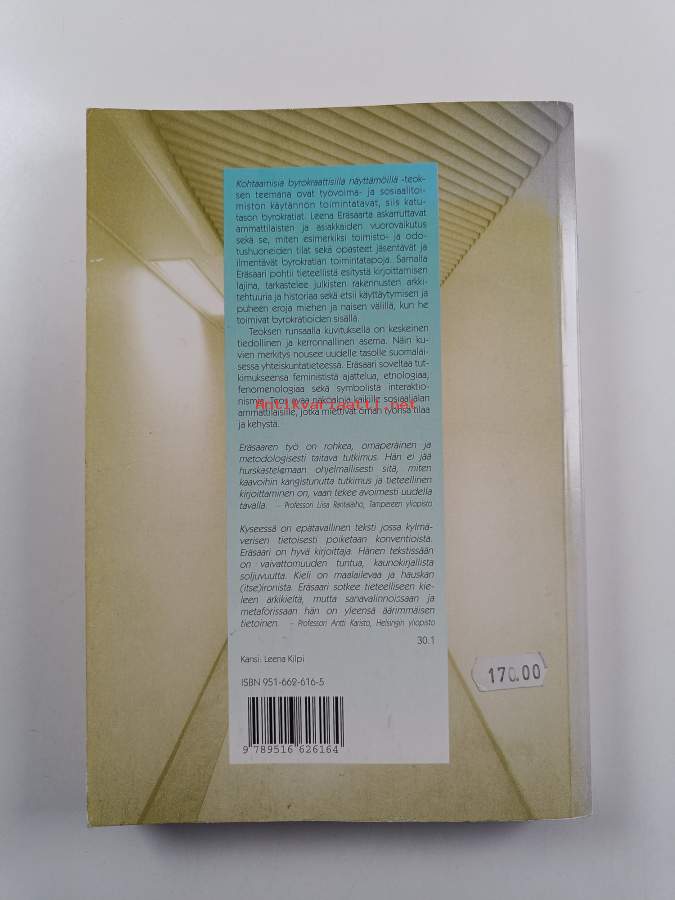 Kohtaamisia byrokraattisilla näyttämöillä -teok-
sen teemana ovat työvoima- ja sosiaalitoi-
miston käytännön toimintatavat, siis katu-
tason byrokratiat. Leena Eräsaarta askarruttavat
ammattilaisten ja asiakkaiden vuorovaikutus
sekä se, miten esimerkiksi toimisto- ja odo-
tushuoneiden tilat sekä opasteet jäsentävät ja
ilmentävät byrokratian toimintatapoja. Samalla
Eräsaari pohtii tieteellistä esitystä kirjoittamisen
lajina, tarkastelee julkisten rakennusten arkki-
tehtuuria ja historiaa sekä etsii käyttäytymisen ja
puheen eroja miehen ja naisen välillä, kun he
toimivat byrokratioiden sisällä.
Teoksen runsaalla kuvituksella on keskeinen
tiedollinen ja kerronnallinen asema. Näin ku-
vien merkitys nousee uudelle tasolle suomalai-
sessa yhteiskuntatieteessä. Eräsaari soveltaa tut-
kimukseensa feminististä ajattelua, etnologiaa,
fenomenologiaa sekä symbolista interaktio-
nismia. Teos avaa näköaloja kaikille sosiaalialan
Antikvariaatti.net
ammattilaisille, jotka miettivät oman työnsä tilaa
ja kehystä.
Eräsaaren työ on rohkea, omaperäinen ja
metodologisesti taitava tutkimus. Hän ei jää
hurskastelemaan ohjelmallisesti sitä, miten
kaavoihin kangistunutta tutkimus ja tieteellinen
kirjoittaminen on, vaan tekee avoimesti uudella
tavalla. – Professori Liisa Rantalaiho, Tampereen yliopisto
Kyseessä on epätavallinen teksti jossa kylmä-
verisen tietoisesti poiketaan konventioista.
Eräsaari on hyvä kirjoittaja. Hänen tekstissään
on vaivattomuuden tuntua, kaunokirjallista
soljuvuutta. Kieli on maalailevaa ja hauskan
(itse)ironista. Eräsaari sotkee tieteelliseen kie-
leen arkikieltä, mutta sanavalinnoissaan ja
metaforissaan hän on yleensä äärimmäisen
tietoinen. – Professori Antti Karisto, Helsingin yliopisto
30.1
Kansi: Leena Kilpi
170.00
ISBN 951-662-616-5
9 789516 626164